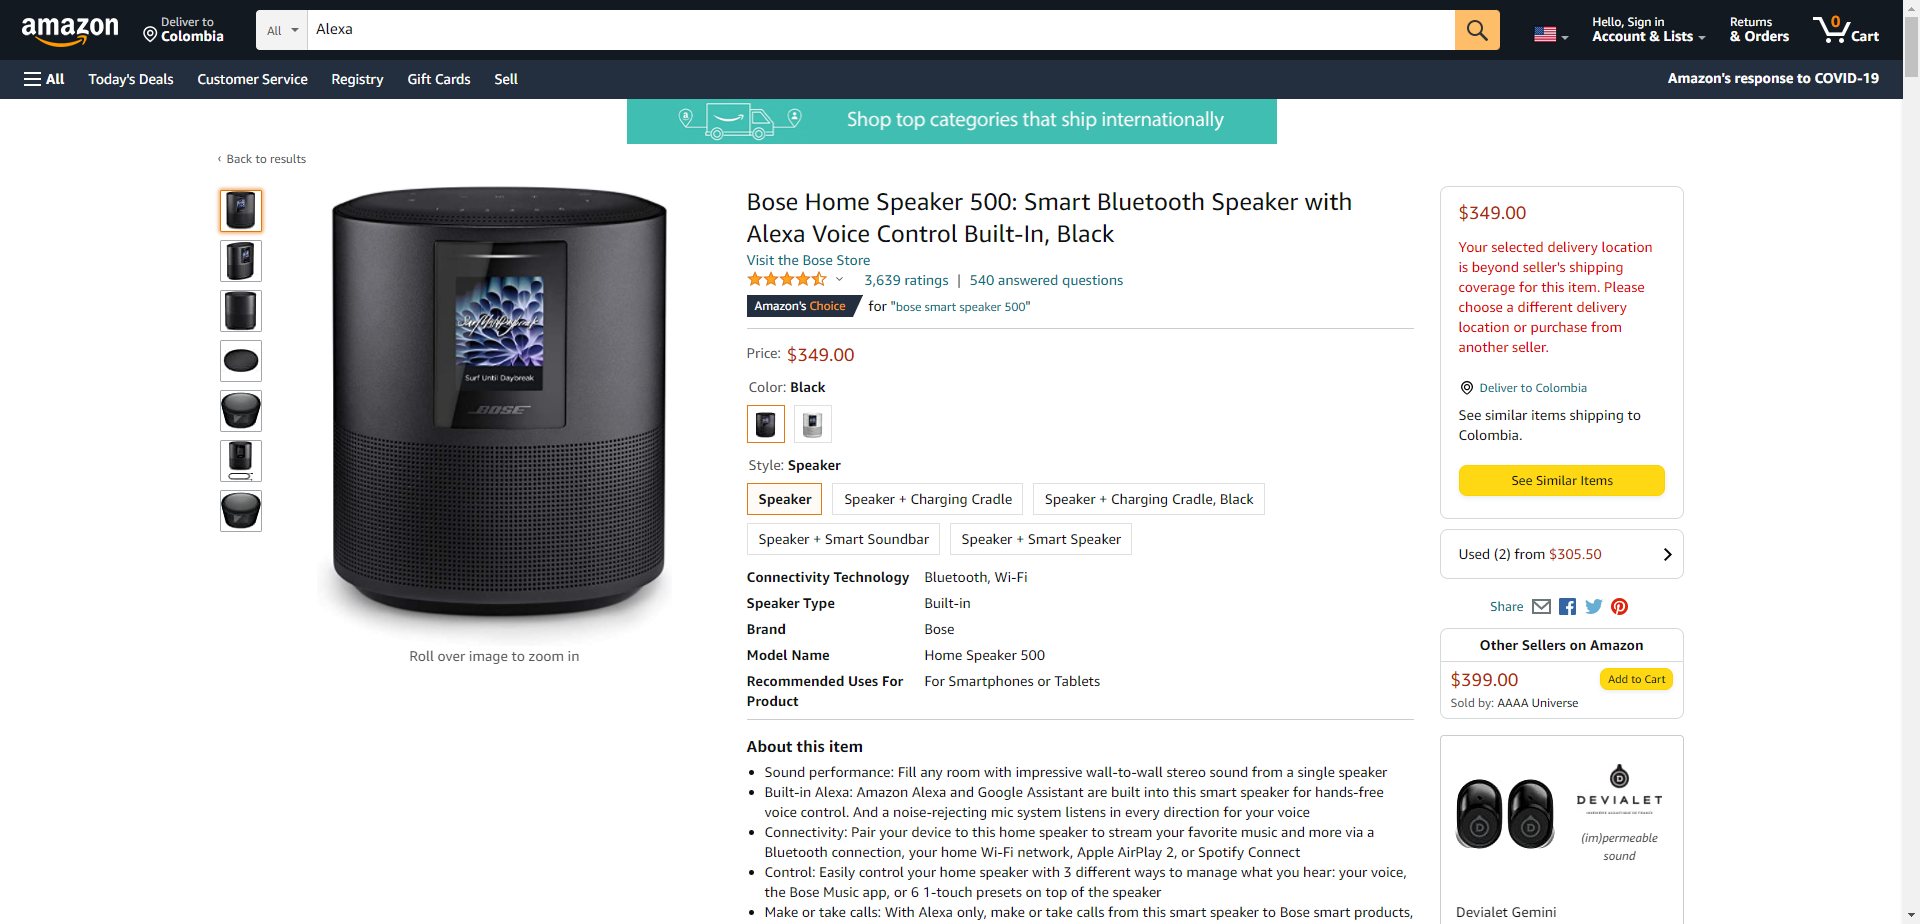 amazon
Deliver to
Colombia
All
Alexa
Hello, Sign in
Account & Lists
Returns
& Orders
0
Cart
All
Today's Deals
Customer Service
Registry
Gift Cards
Sell
Amazon's response to COVID-19
Shop top categories that ship internationally
‹ Back to results
Surf Until Daybreak
BOSE
Roll over image to zoom in
Bose Home Speaker 500: Smart Bluetooth Speaker with
Alexa Voice Control Built-In, Black
Visit the Bose Store
3,639 ratings | 540 answered questions
Amazon's Choice for "bose smart speaker 500"
Price: $349.00
Color: Black
Style: Speaker
Speaker
Speaker + Charging Cradle
Speaker + Charging Cradle, Black
Speaker + Smart Soundbar
Speaker + Smart Speaker
Connectivity Technology Bluetooth, Wi-Fi
Speaker Type Built-in
Brand Bose
Model Name Home Speaker 500
Recommended Uses For For Smartphones or Tablets
Product
About this item
• Sound performance: Fill any room with impressive wall-to-wall stereo sound from a single speaker
• Built-in Alexa: Amazon Alexa and Google Assistant are built into this smart speaker for hands-free
voice control. And a noise-rejecting mic system listens in every direction for your voice
• Connectivity: Pair your device to this home speaker to stream your favorite music and more via a
Bluetooth connection, your home Wi-Fi network, Apple AirPlay 2, or Spotify Connect
• Control: Easily control your home speaker with 3 different ways to manage what you hear: your voice,
the Bose Music app, or 6 1-touch presets on top of the speaker
• Make or take calls: With Alexa only, make or take calls from this smart speaker to Bose smart products,
$349.00
Your selected delivery location
is beyond seller's shipping
coverage for this item. Please
choose a different delivery
location or purchase from
another seller.
Deliver to Colombia
See similar items shipping to
Colombia.
See Similar Items
Used (2) from $305.50
Share
Other Sellers on Amazon
$399.00
Add to Cart
Sold by: AAAA Universe
DEVIALET
(im)permeable
sound
Devialet Gemini